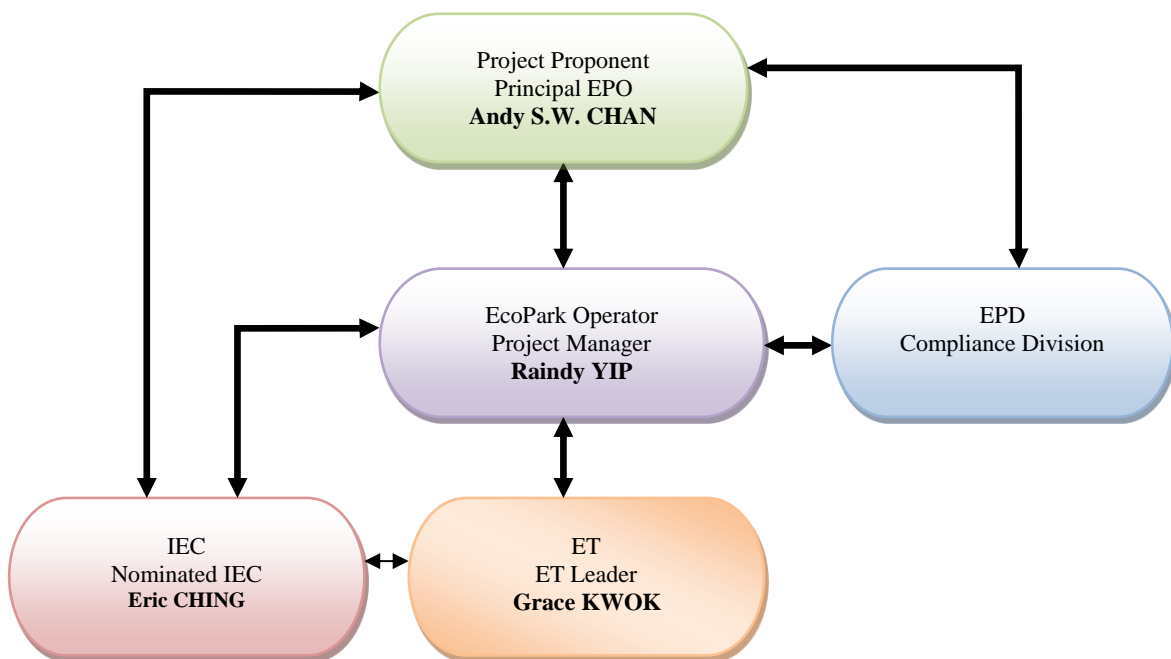 Project Proponent
Principal EPO
Andy S.W. CHAN
EcoPark Operator
Project Manager
Raindy YIP
EPD
Compliance Division
IEC
Nominated IEC
Eric CHING
ET
ET Leader
Grace KWOK